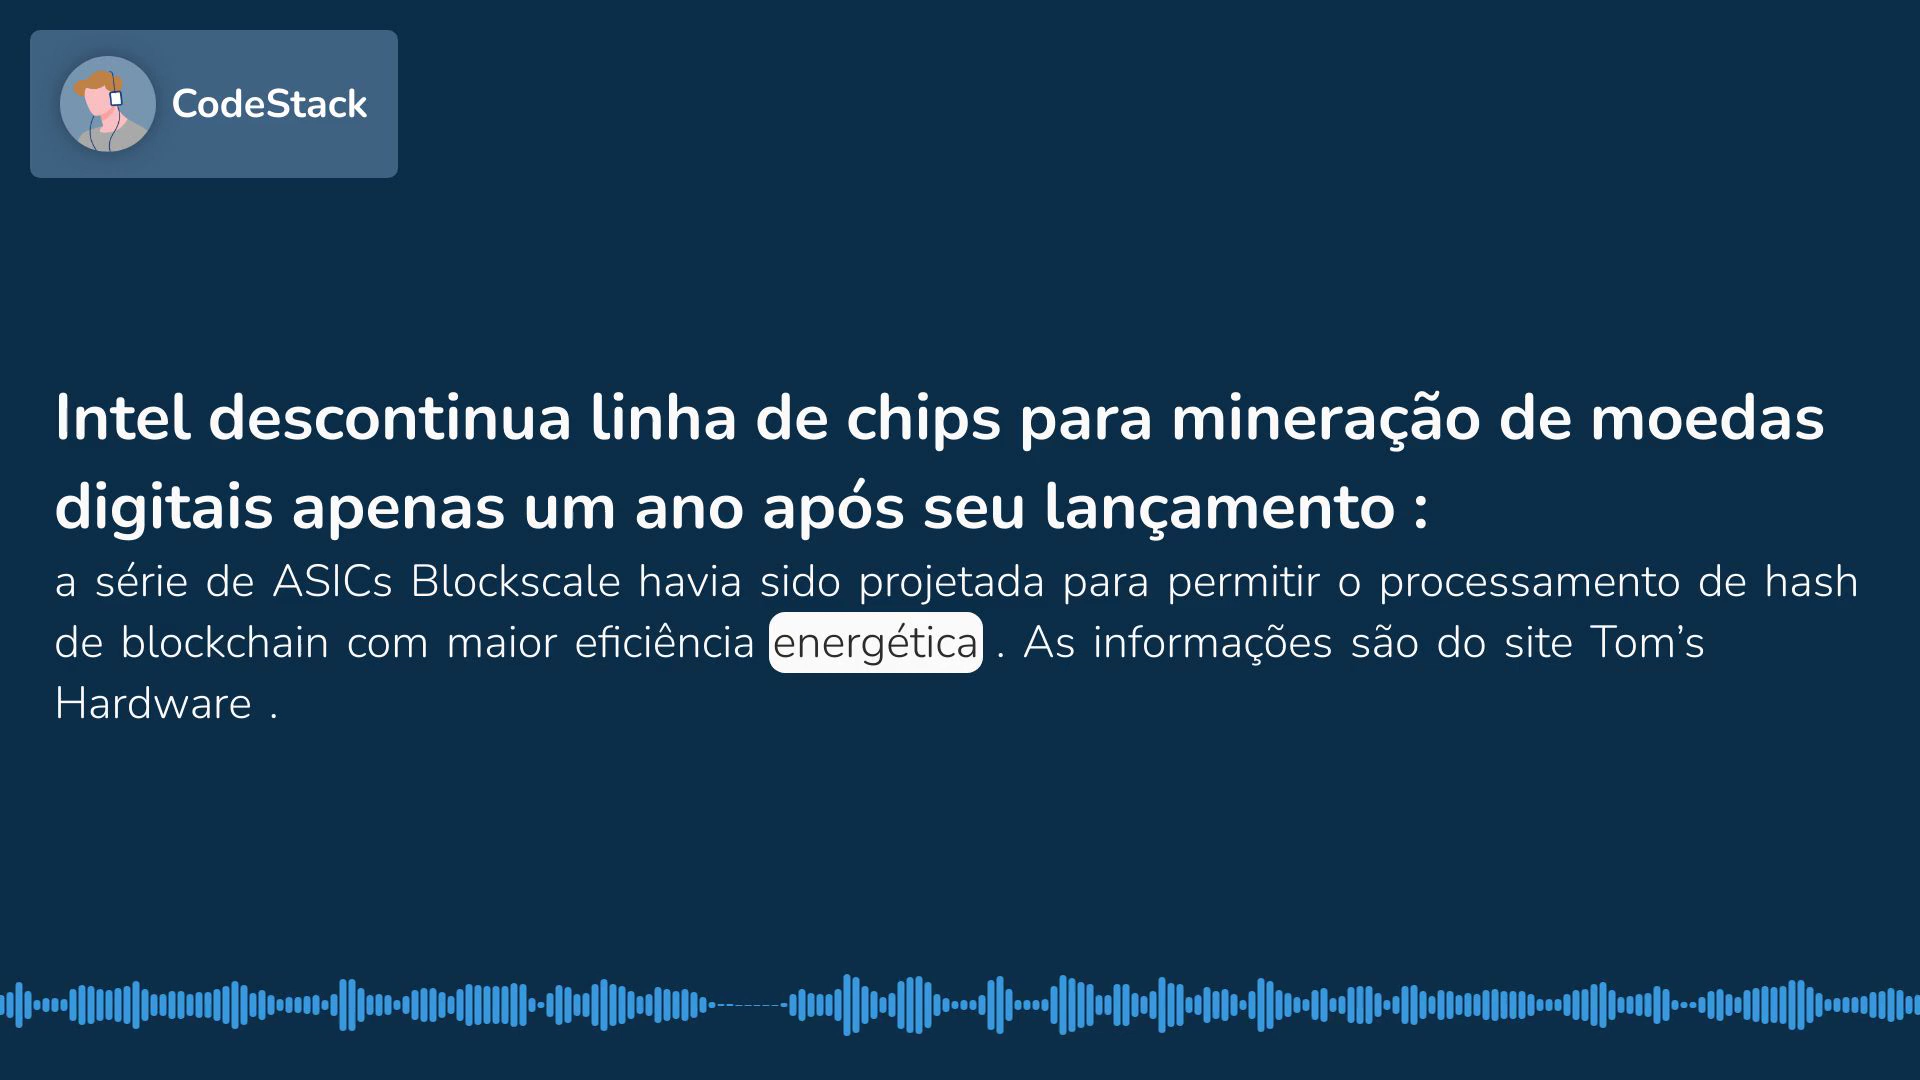 CodeStack
Intel descontinua linha de chips para mineração de moedas
digitais apenas um ano após seu lançamento :
a série de ASICs Blockscale havia sido projetada para permitir o processamento de hash
de blockchain com maior eficiência energética . As informações são do site Tom’s
Hardware .